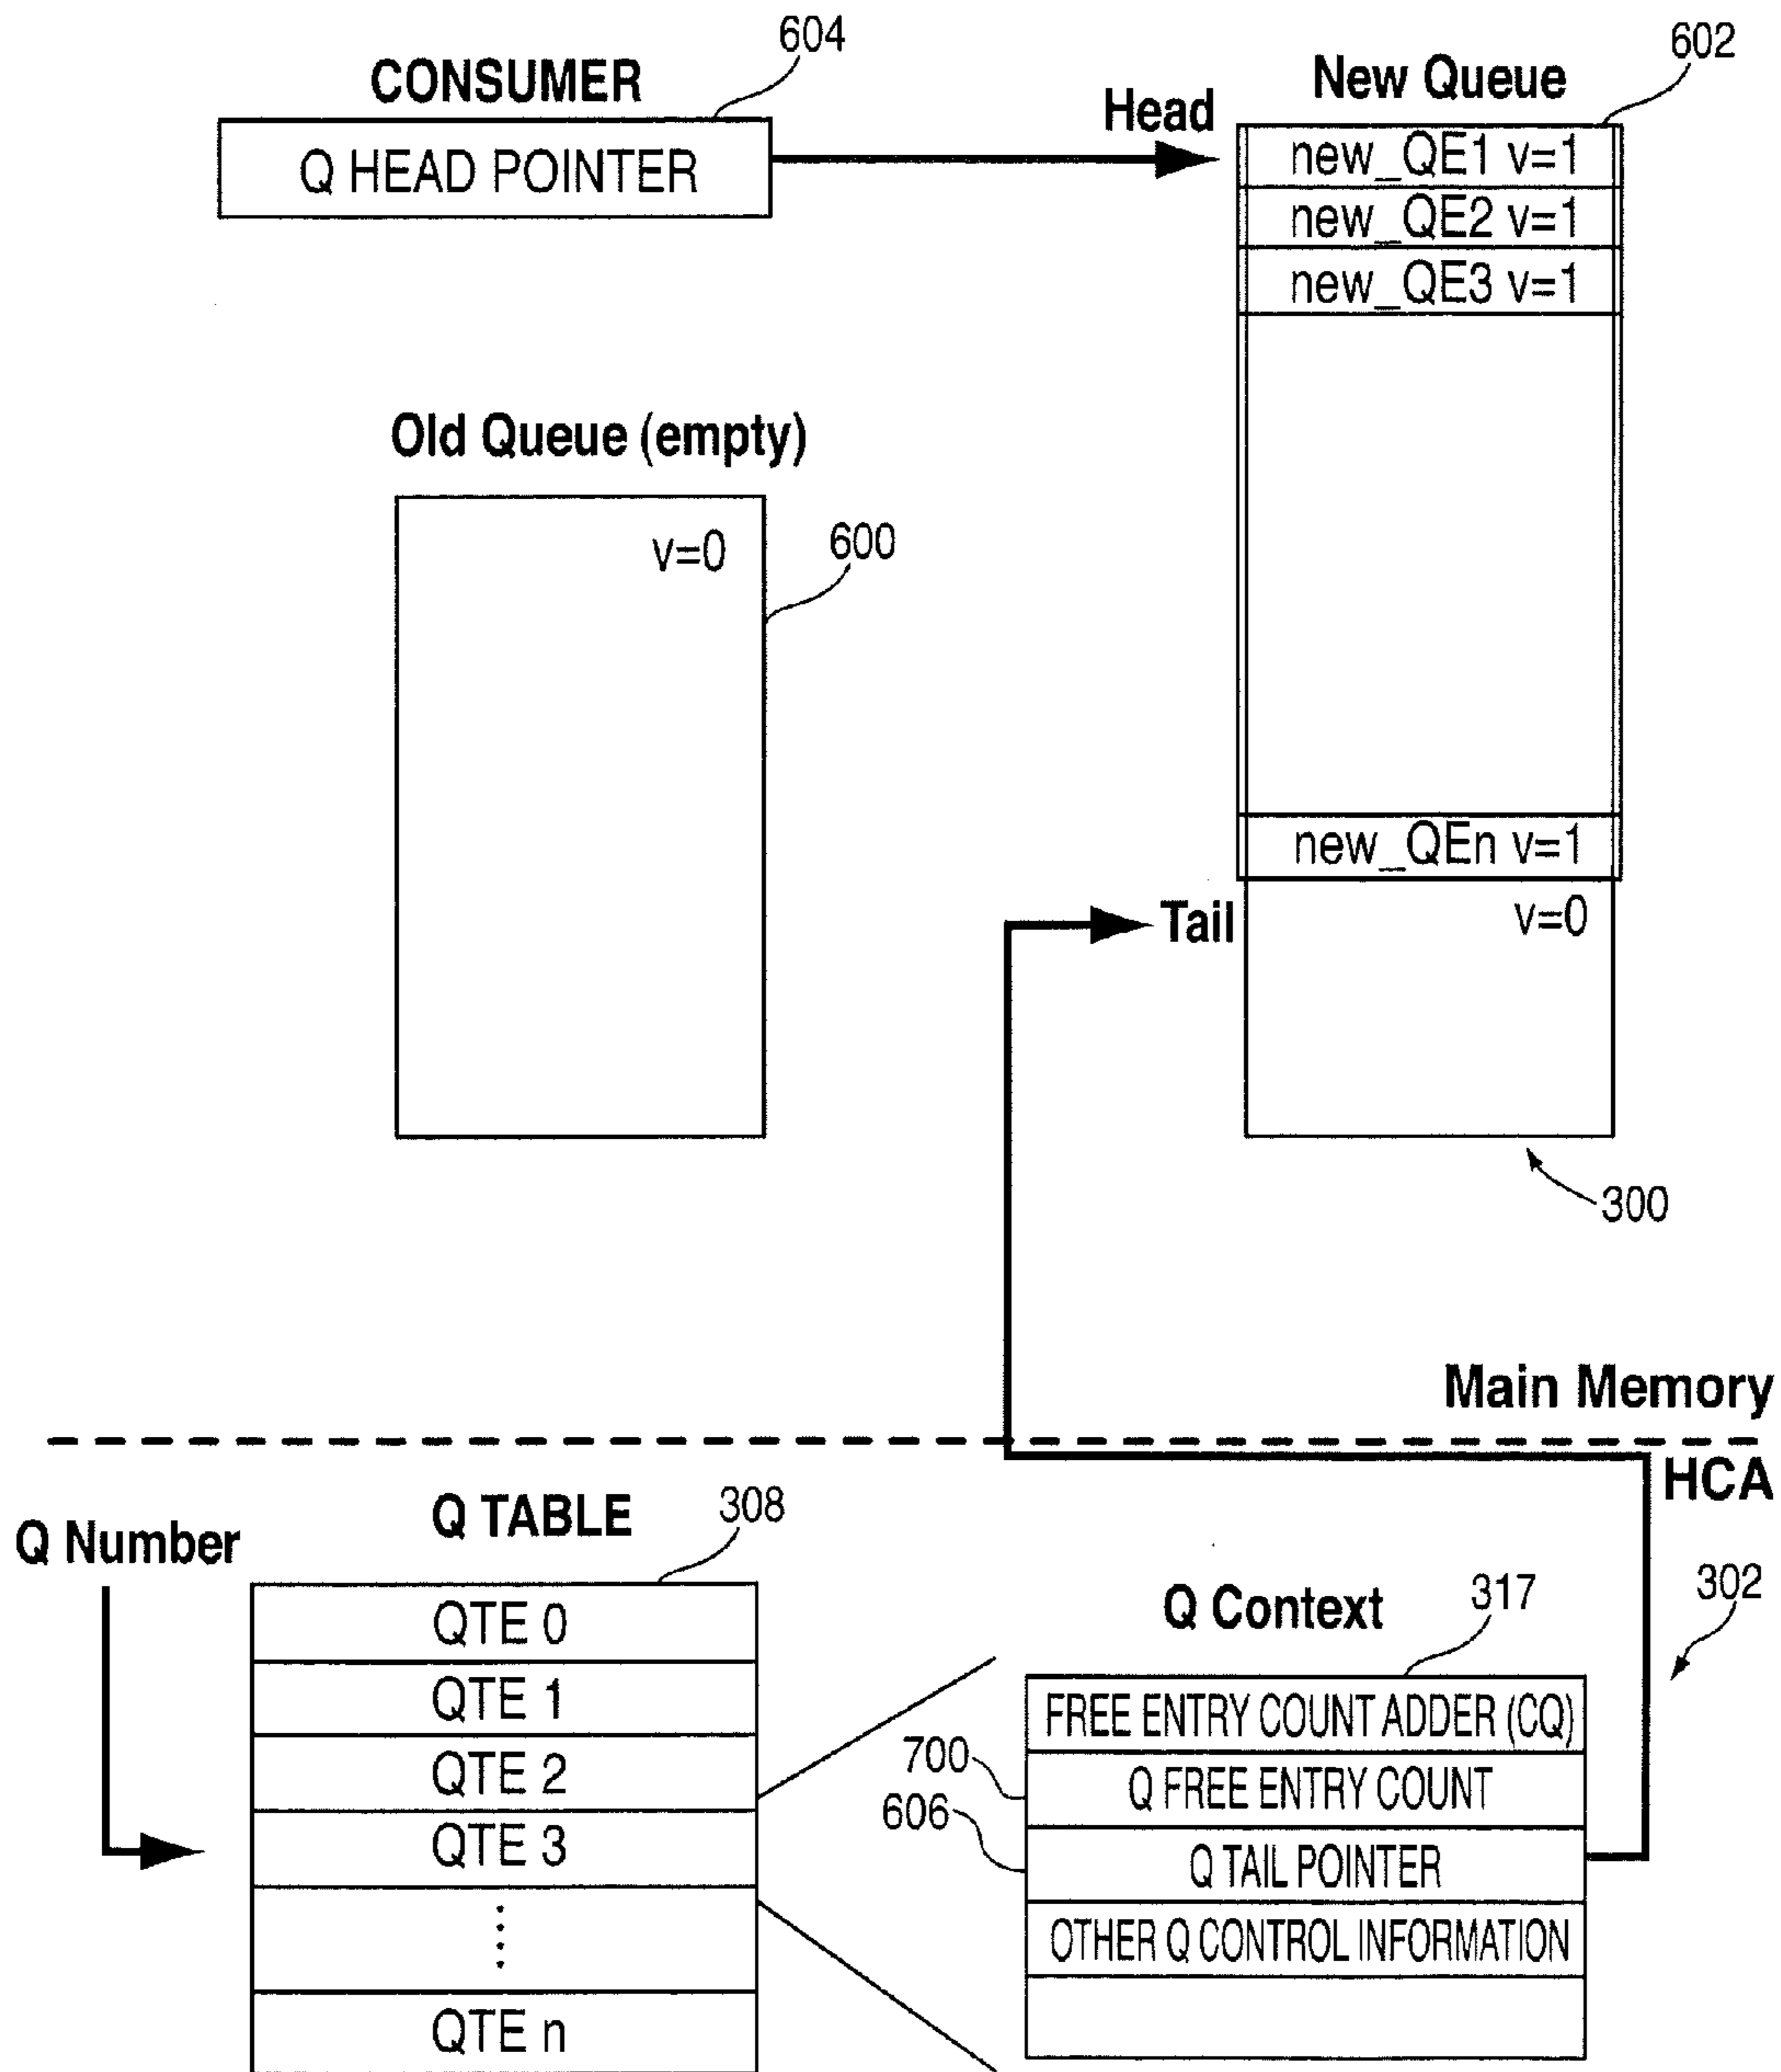 604
CONSUMER
Q HEAD POINTER
602
New Queue
Head
new_QE1 v=1
new_QE2 v=1
new_QE3 v=1
new_QEn v=1
Tail
v=0
300
Old Queue (empty)
v=0
600
Main Memory
HCA
Q Number
Q TABLE
308
QTE 0
QTE 1
QTE 2
QTE 3
QTE n
Q Context
317
302
FREE ENTRY COUNT ADDER (CQ)
700
Q FREE ENTRY COUNT
606
Q TAIL POINTER
OTHER Q CONTROL INFORMATION